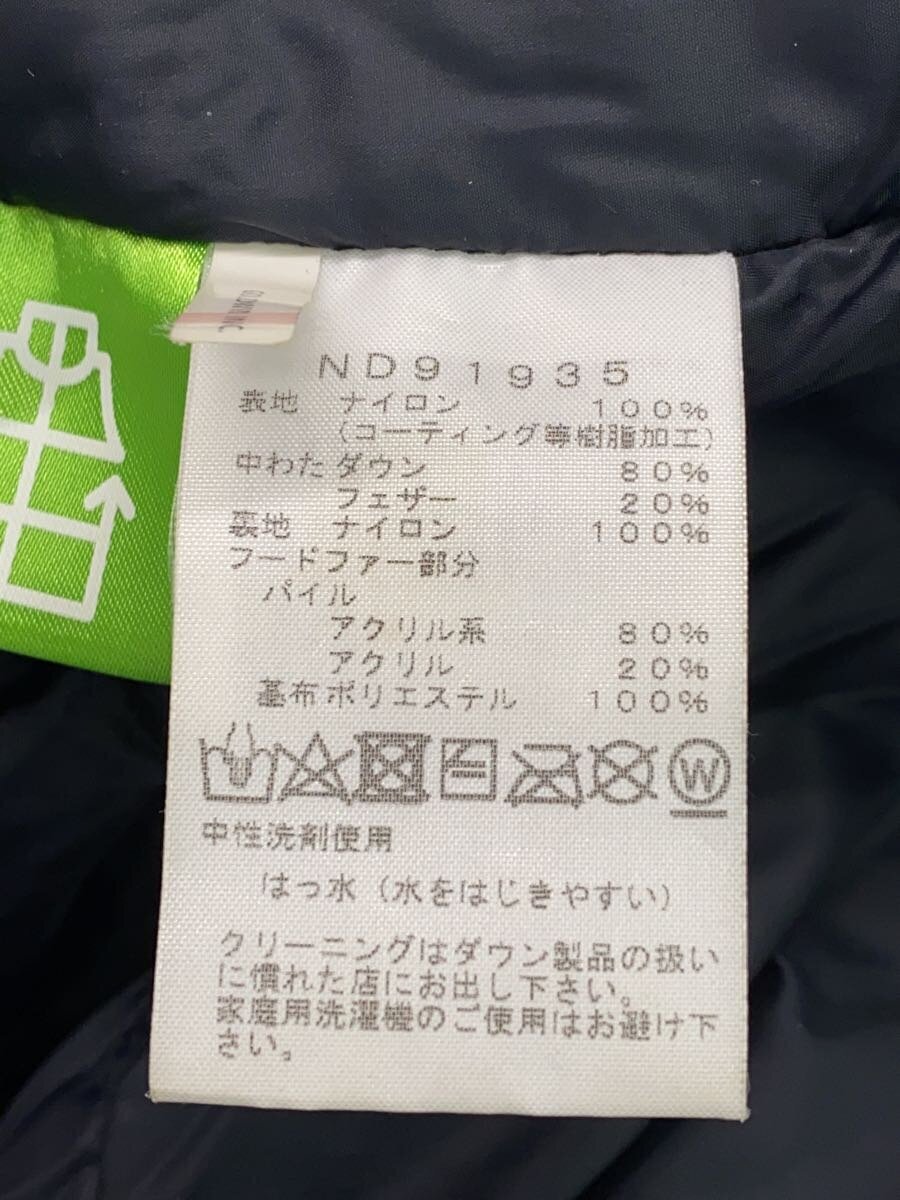 GOLDWIN INC
ND91935
表地 ナイロン 100%
(コーティング等樹脂加工)
中わた ダウン 80%
フェザー 20%
裏地 ナイロン 100%
フードファー部分
パイル
アクリル系 80%
アクリル 20%
基布 ポリエステル 100%
W
中性洗剤使用
はっ水(水をはじきやすい)
クリーニングはダウン製品の扱い
に慣れた店にお出し下さい。
家庭用洗濯機のご使用はお避け下
さい。